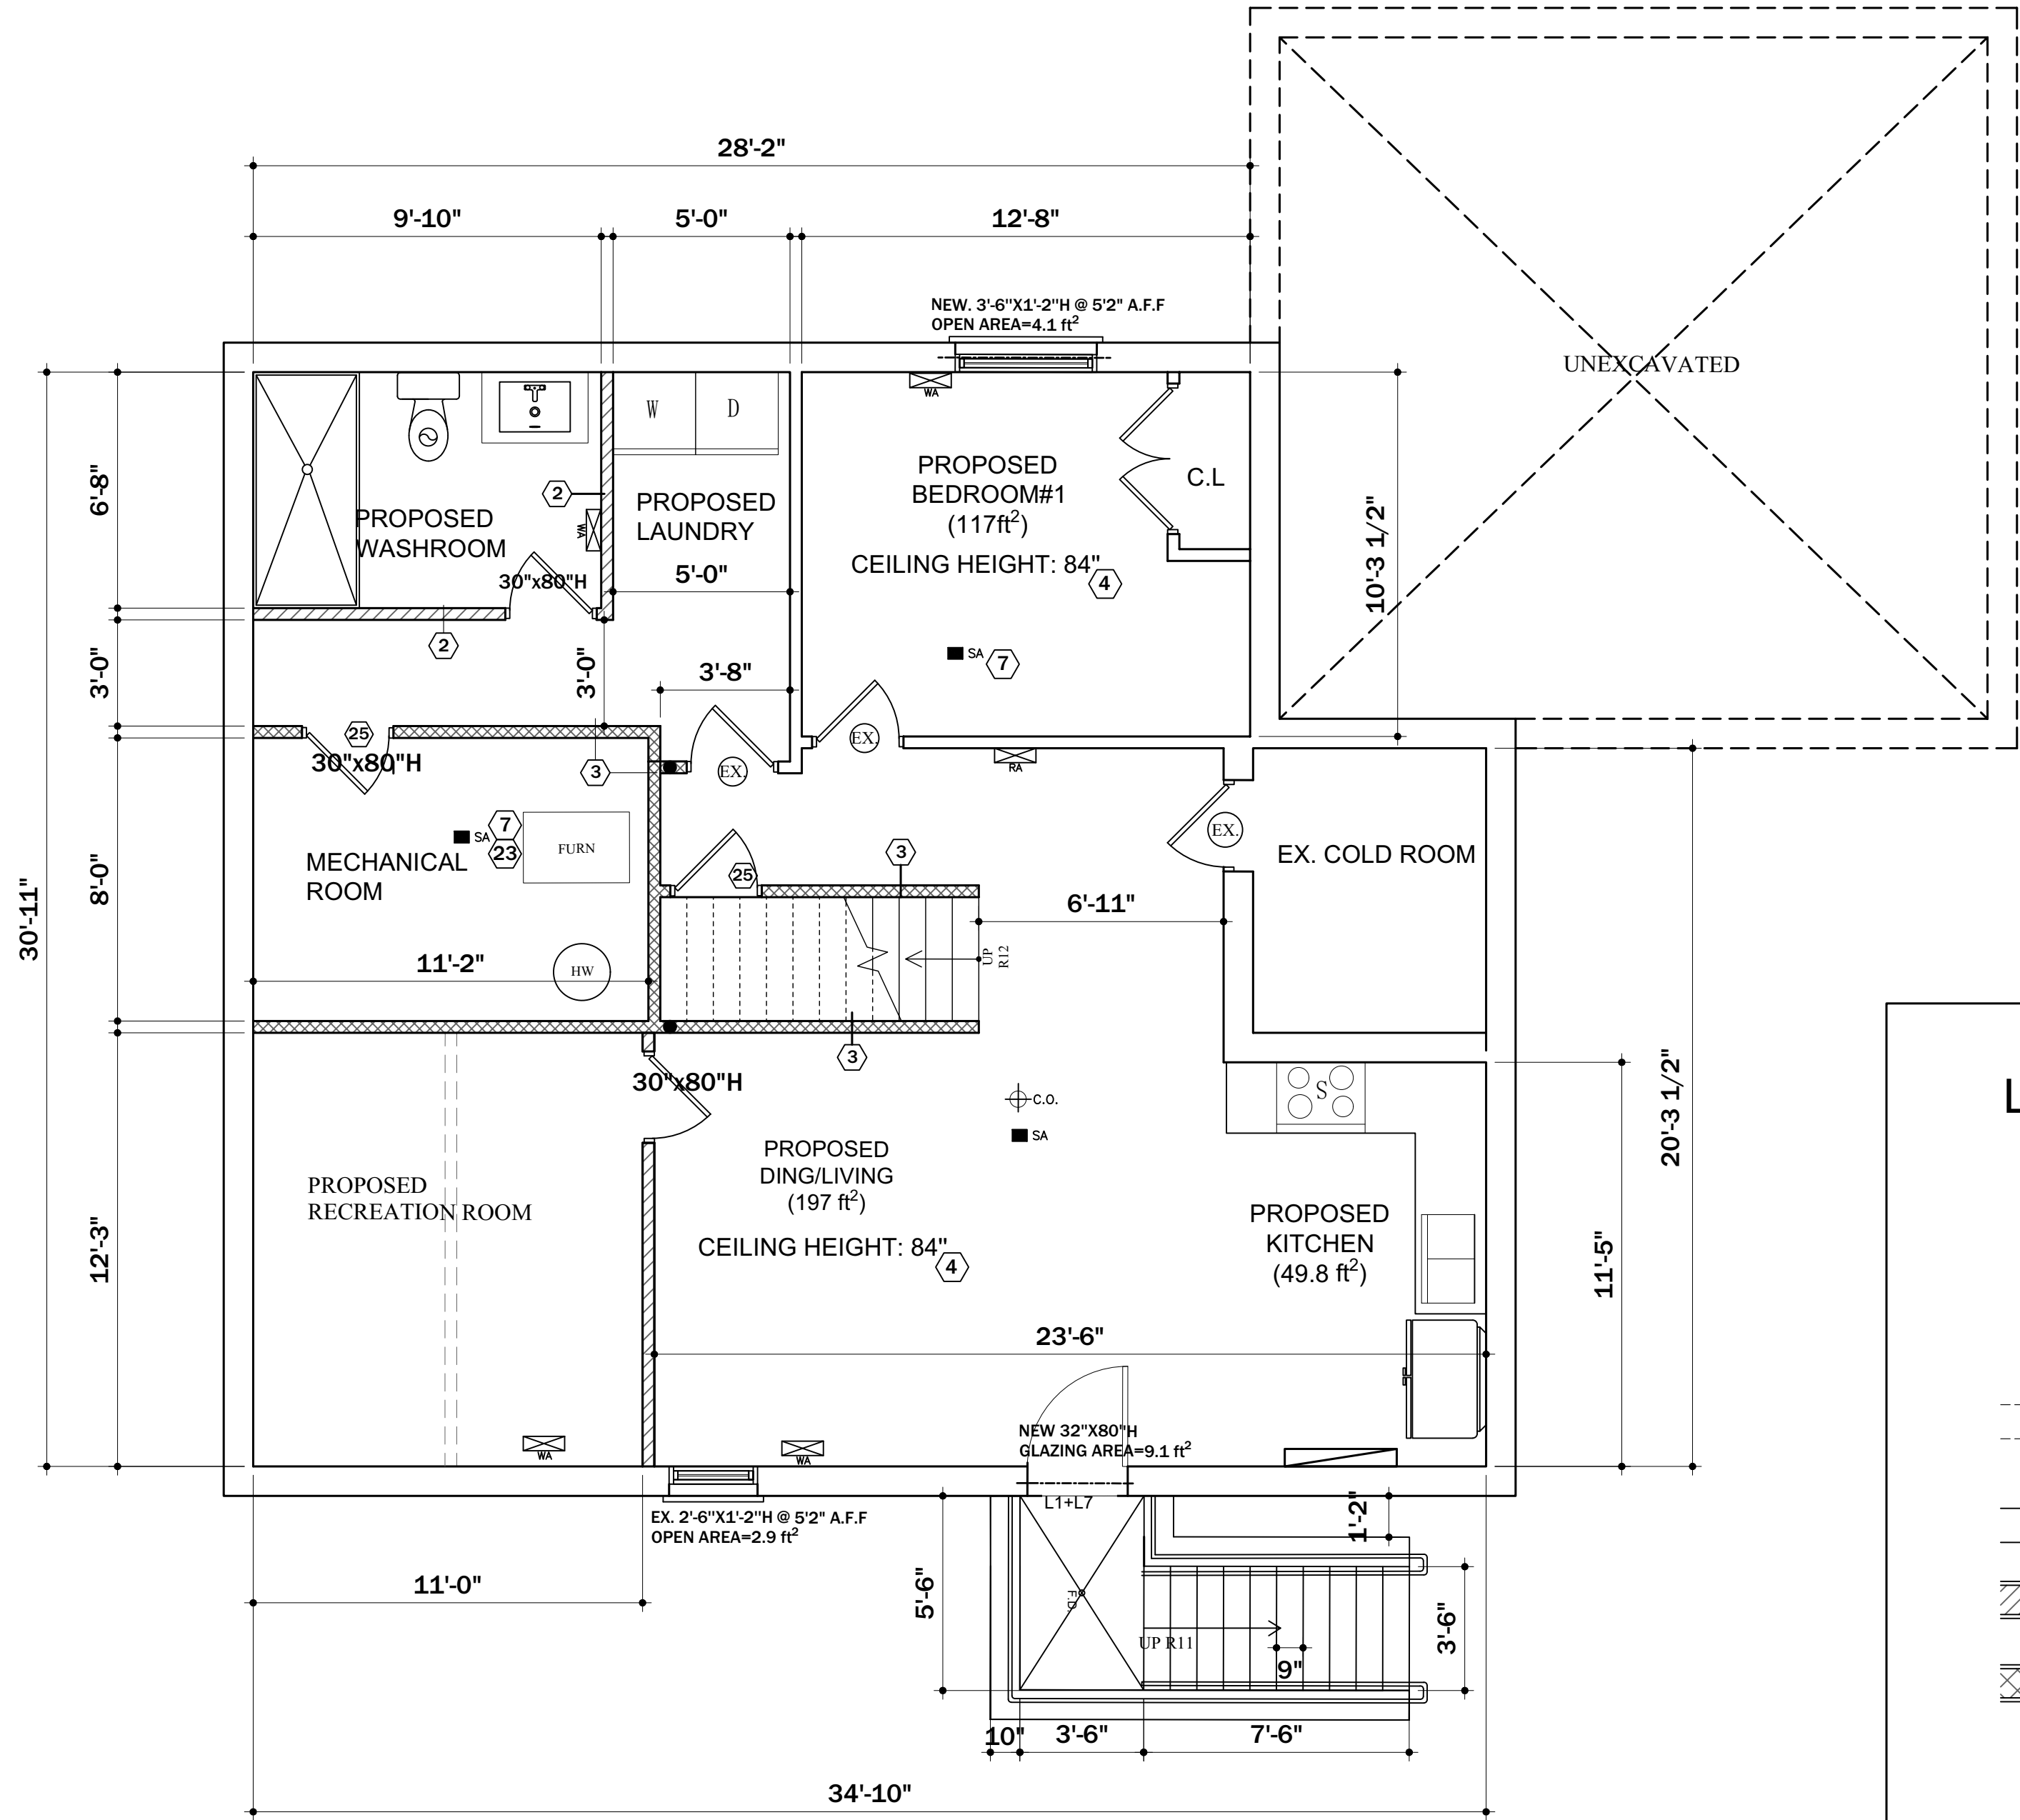 28'-2"
9'-10"
5'-0"
12'-8"
NEW. 3'-6"X1'-2"H @ 5'2" A.F.F
OPEN AREA=4.1 ft²
UNEXCAVATED
WA
W
D
PROPOSED
BEDROOM#1
(117ft²)
CEILING HEIGHT: 84"
4
C.L
10'-3 1/2"
6'-8"
2
PROPOSED
WASHROOM
WA
30"x80"H
PROPOSED
LAUNDRY
5'-0"
2
3'-0"
3'-0"
3'-8"
SA
7
25
30"x80"H
3
EX.
EX.
RA
EX.
30'-11"
8'-0"
SA
7
23
FURN
MECHANICAL
ROOM
25
3
EX. COLD ROOM
6'-11"
UP
R12
11'-2"
HW
3
30"x80"H
C.O.
SA
S
20'-3 1/2"
L
12'-3"
PROPOSED
RECREATION ROOM
PROPOSED
DING/LIVING
(197 ft²)
CEILING HEIGHT: 84"
4
PROPOSED
KITCHEN
(49.8 ft²)
11'-5"
23'-6"
WA
WA
NEW 32"X80"H
GLAZING AREA=9.1 ft²
L1+L7
EX. 2'-6"X1'-2"H @ 5'2" A.F.F
OPEN AREA=2.9 ft²
1'-2"
11'-0"
5'-6"
F.D.
UP R11
9"
3'-6"
10"
3'-6"
7'-6"
34'-10"